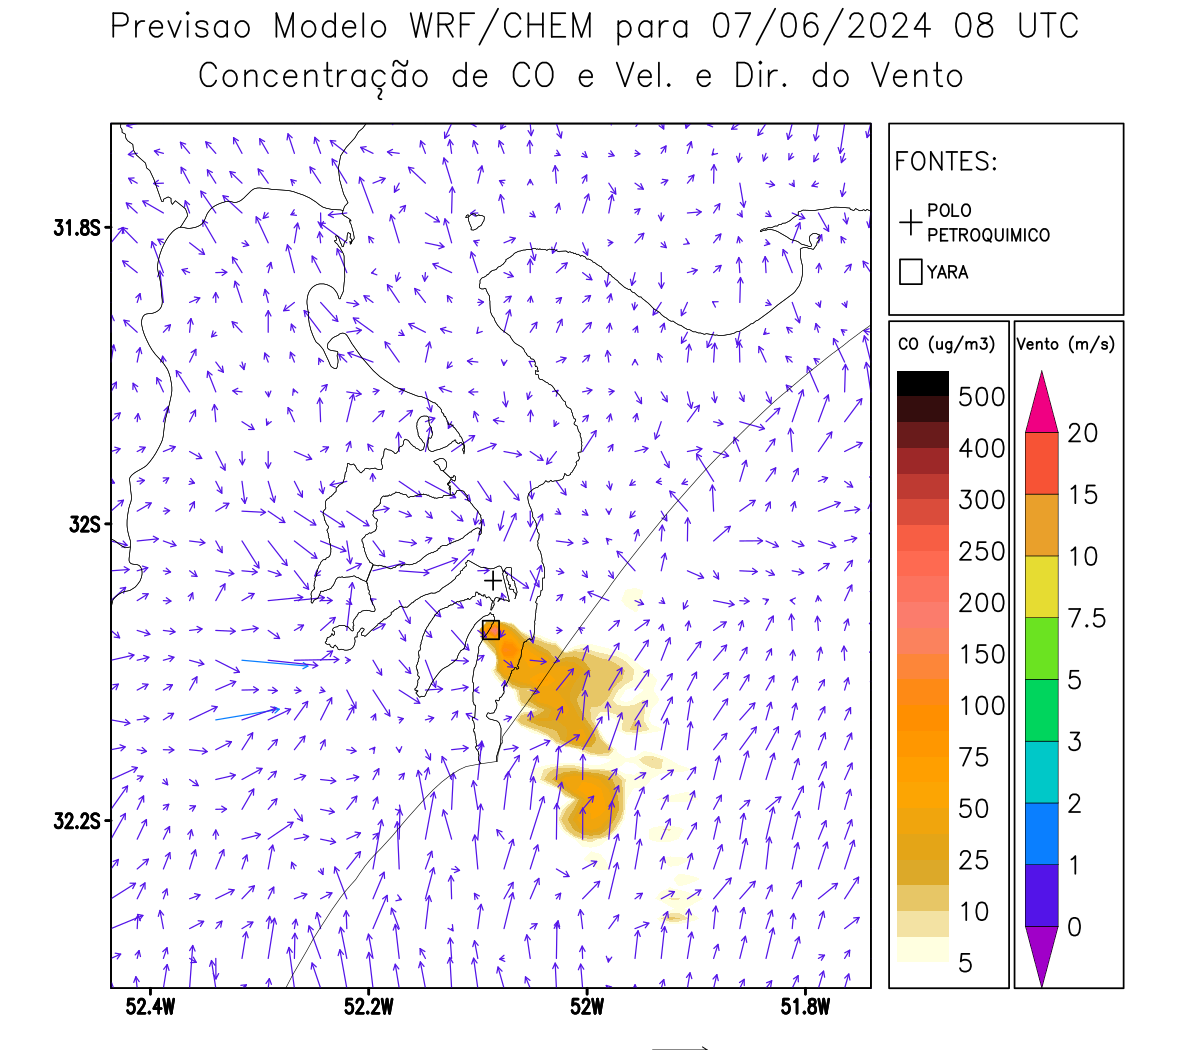 Previsao Modelo WRF/CHEM para 07/06/2024 08 UTC
Concentração de CO e Vel. e Dir. do Vento
FONTES:
POLO
PETROQUIMICO
YARA
CO (ug/m3)
500
400
300
250
200
150
100
75
50
25
10
5
Vento (m/s)
20
15
10
7.5
5
3
2
1
0
31.8S
32S
32.2S
52.4W
52.2W
52W
51.8W